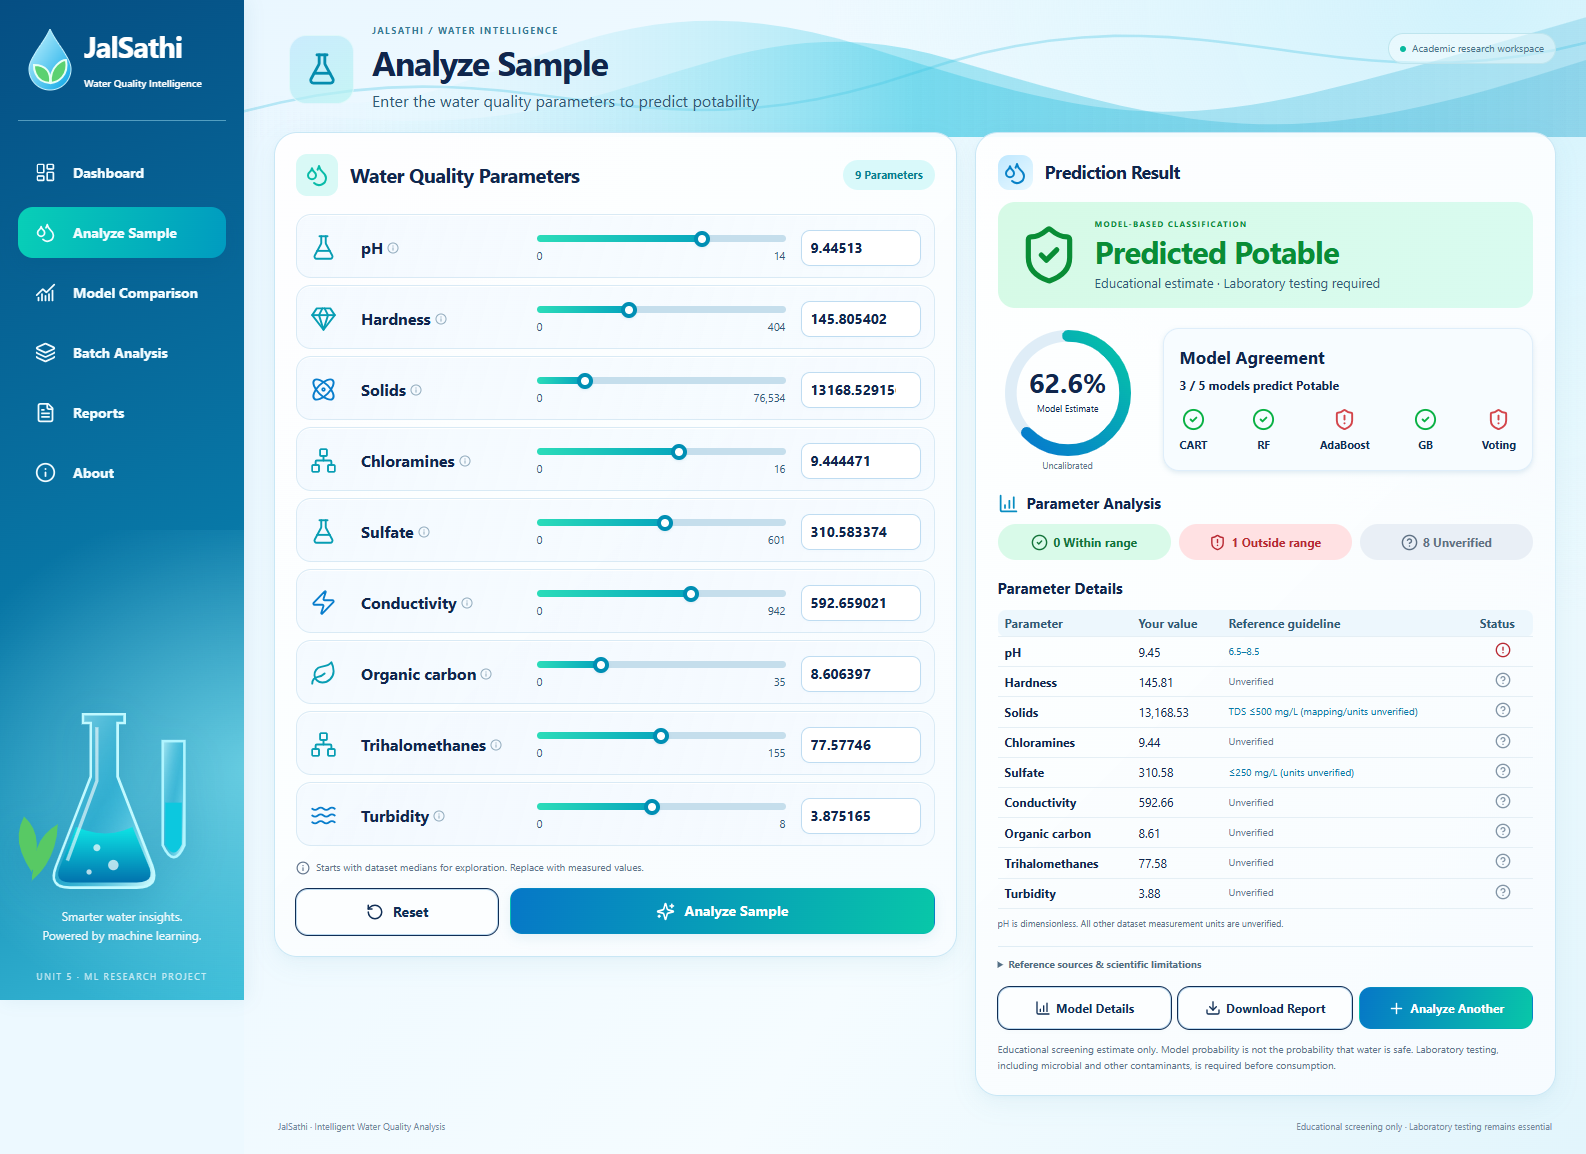 JalSathi
Water Quality Intelligence
Dashboard
Analyze Sample
Model Comparison
Batch Analysis
Reports
About
Smarter water insights.
Powered by machine learning.
UNIT 5 · ML RESEARCH PROJECT
JALSATHI / WATER INTELLIGENCE
Analyze Sample
Enter the water quality parameters to predict potability
Academic research workspace
Water Quality Parameters
9 Parameters
pH
0 14
9.44513
Hardness
0 404
145.805402
Solids
0 76,534
13168.52915
Chloramines
0 16
9.444471
Sulfate
0 601
310.583374
Conductivity
0 942
592.659021
Organic carbon
0 35
8.606397
Trihalomethanes
0 155
77.57746
Turbidity
0 8
3.875165
Starts with dataset medians for exploration. Replace with measured values.
Reset
Analyze Sample
Prediction Result
MODEL-BASED CLASSIFICATION
Predicted Potable
Educational estimate · Laboratory testing required
62.6%
Model Estimate
Uncalibrated
Model Agreement
3 / 5 models predict Potable
CART RF AdaBoost GB Voting
Parameter Analysis
0 Within range
1 Outside range
8 Unverified
Parameter Details
Parameter Your value Reference guideline Status
pH 9.45 6.5–8.5
Hardness 145.81 Unverified
Solids 13,168.53 TDS ≤500 mg/L (mapping/units unverified)
Chloramines 9.44 Unverified
Sulfate 310.58 ≤250 mg/L (units unverified)
Conductivity 592.66 Unverified
Organic carbon 8.61 Unverified
Trihalomethanes 77.58 Unverified
Turbidity 3.88 Unverified
pH is dimensionless. All other dataset measurement units are unverified.
Reference sources & scientific limitations
Model Details
Download Report
Analyze Another
Educational screening estimate only. Model probability is not the probability that water is safe. Laboratory testing,
including microbial and other contaminants, is required before consumption.
JalSathi · Intelligent Water Quality Analysis
Educational screening only · Laboratory testing remains essential